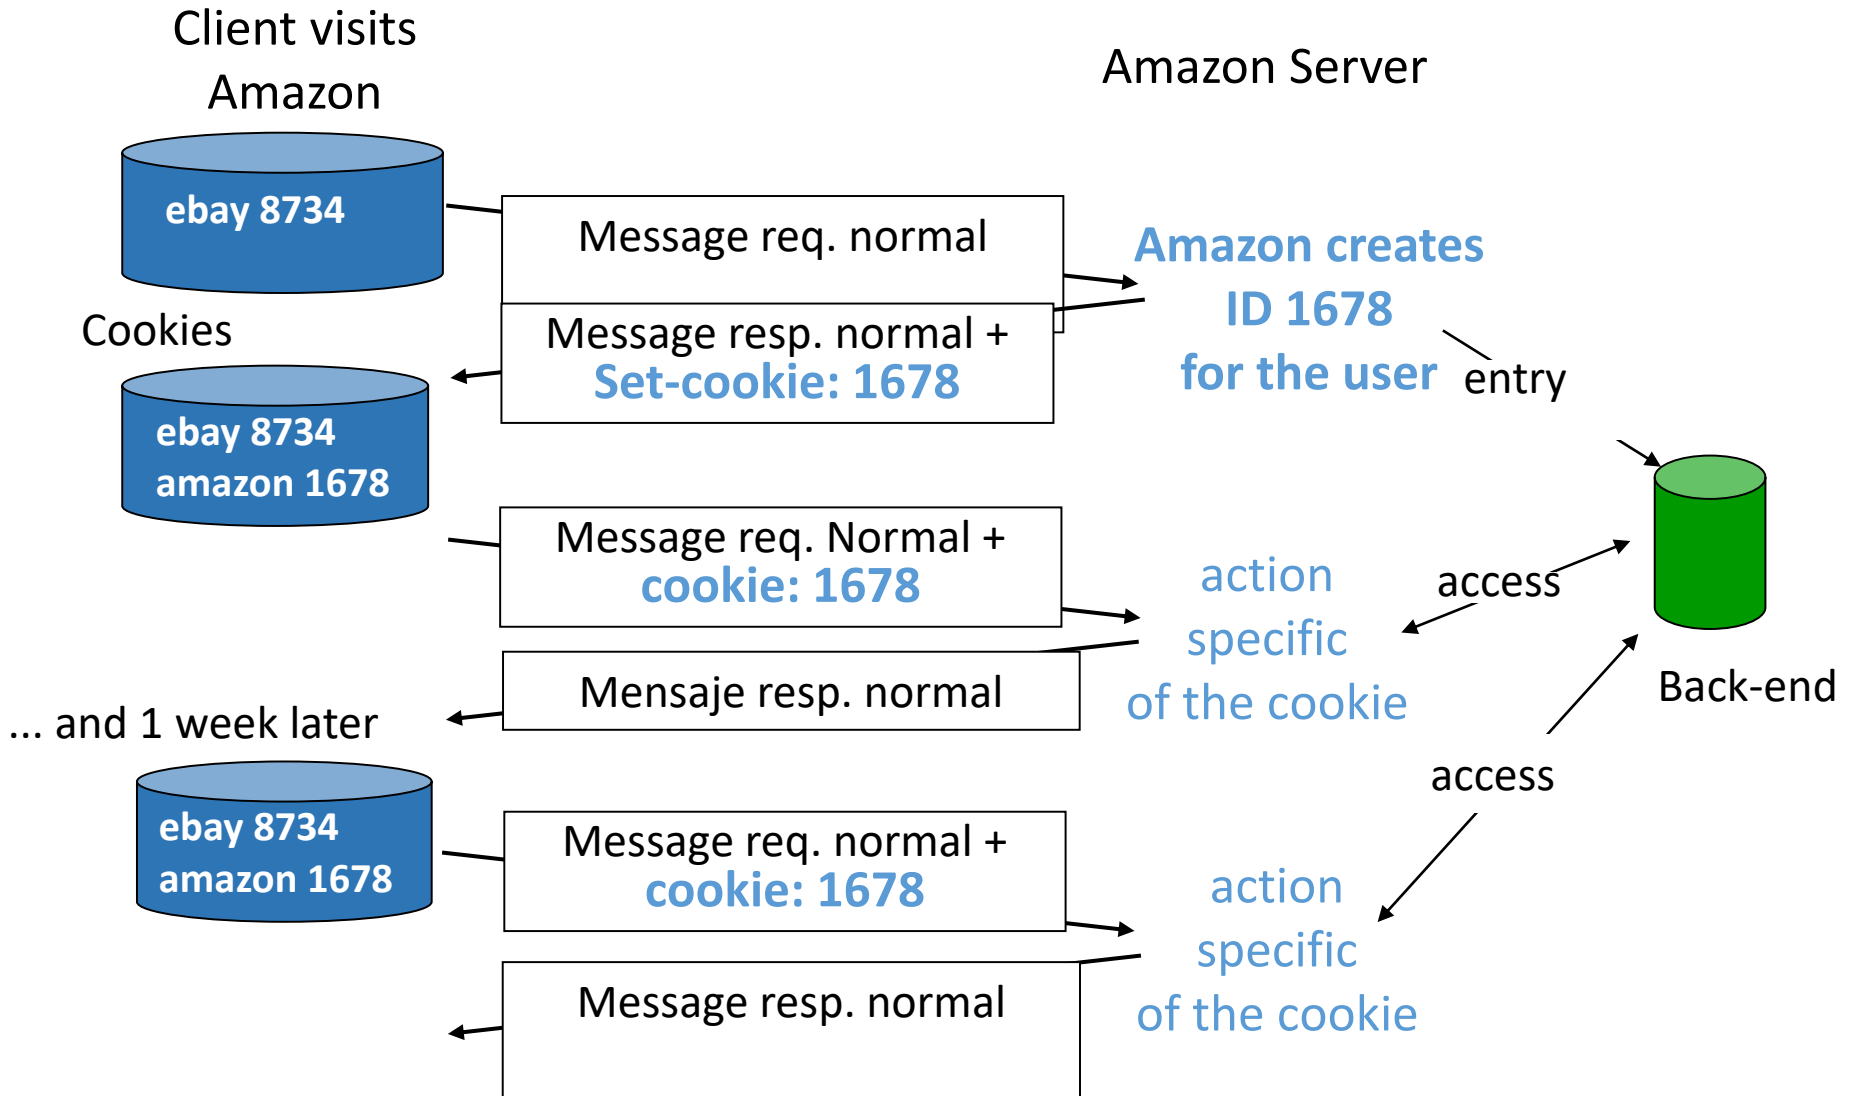 Client visits
Amazon
Amazon Server
ebay 8734
Message req. normal
Amazon creates
ID 1678
for the user
Cookies
Message resp. normal +
Set-cookie: 1678
entry
ebay 8734
amazon 1678
Message req. Normal +
cookie: 1678
action
specific
of the cookie
access
Mensaje resp. normal
Back-end
... and 1 week later
access
ebay 8734
amazon 1678
Message req. normal +
cookie: 1678
action
specific
of the cookie
Message resp. normal